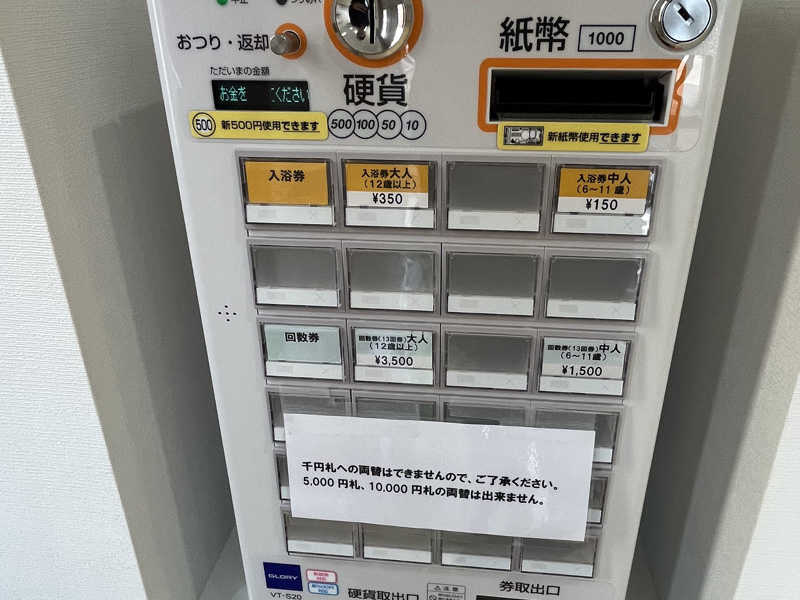 おつり・返却
紙幣 1000
ただいまの金額
お金を ください
硬貨
500 100 50 10
500 新500円使用できます
新紙幣使用できます
入浴券
入浴券大人
(12歳以上)
¥350
入浴券中人
(6～11歳)
¥150
回数券
回数券(13回券)大人
(12歳以上)
¥3,500
回数券(13回券)中人
(6～11歳)
¥1,500
千円札への両替はできませんので、ご了承ください。
5,000円札、10,000円札の両替は出来ません。
GLORY
VT-S20
硬貨取出口
注意
券取出口